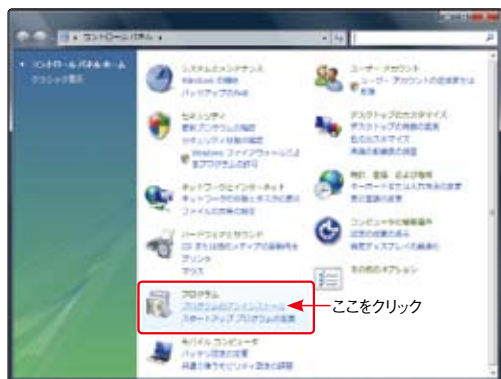 コントロール パネル
コントロール パネル ホーム
クラシック表示
システムとメンテナンス
Windows の開始
バックアップの作成
セキュリティ
更新プログラムの確認
セキュリティ状態の確認
Windows ファイアウォールによるプログラムの許可
ネットワークとインターネット
ネットワークの状態とタスクの表示
ファイルの共有の設定
ハードウェアとサウンド
CD または他のメディアの自動再生
プリンタ
マウス
プログラム
プログラムのアンインストール
スタートアップ プログラムの変更
モバイル コンピュータ
バッテリ設定の変更
共通で使うモビリティ設定の調整
ユーザー アカウント
ユーザー アカウントの追加または削除
デスクトップのカスタマイズ
デスクトップの背景の変更
色のカスタマイズ
画面の解像度の調整
時計、言語、および地域
キーボードまたは入力方法の変更
表示言語の変更
コンピュータの簡単操作
設定の提案の表示
視覚ディスプレイの最適化
その他のオプション
ここをクリック